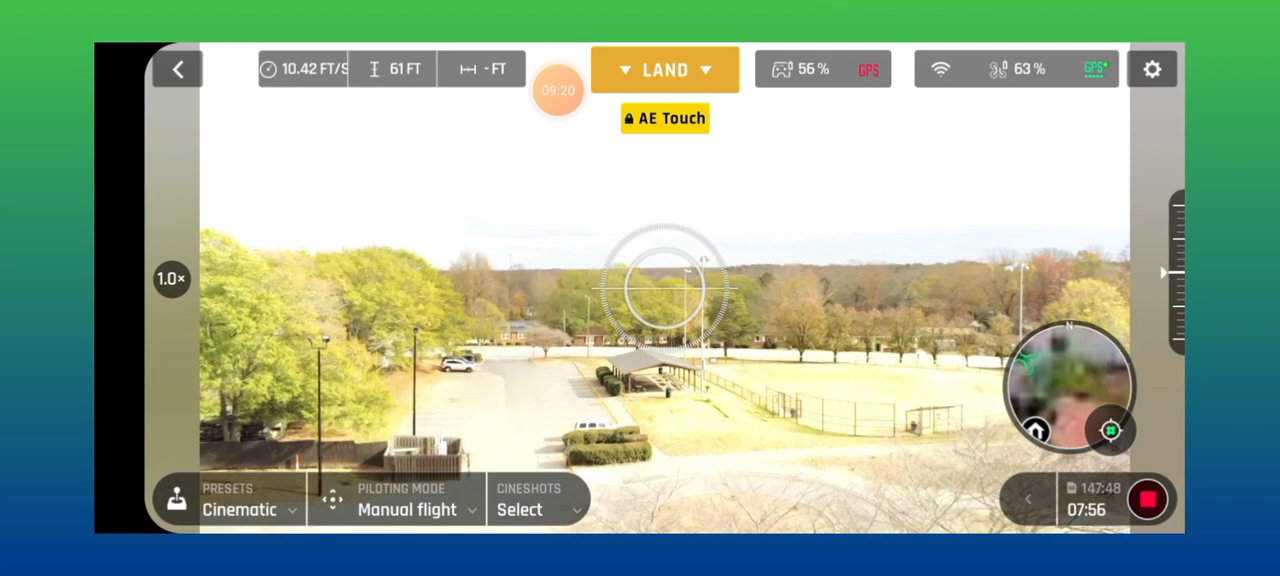 10.42 FT/S
61 FT
- FT
09:20
LAND
56 %
GPS
63 %
GPS
AE Touch
1.0×
N
PRESETS
Cinematic
PILOTING MODE
Manual flight
CINESHOTS
Select
147:48
07:56